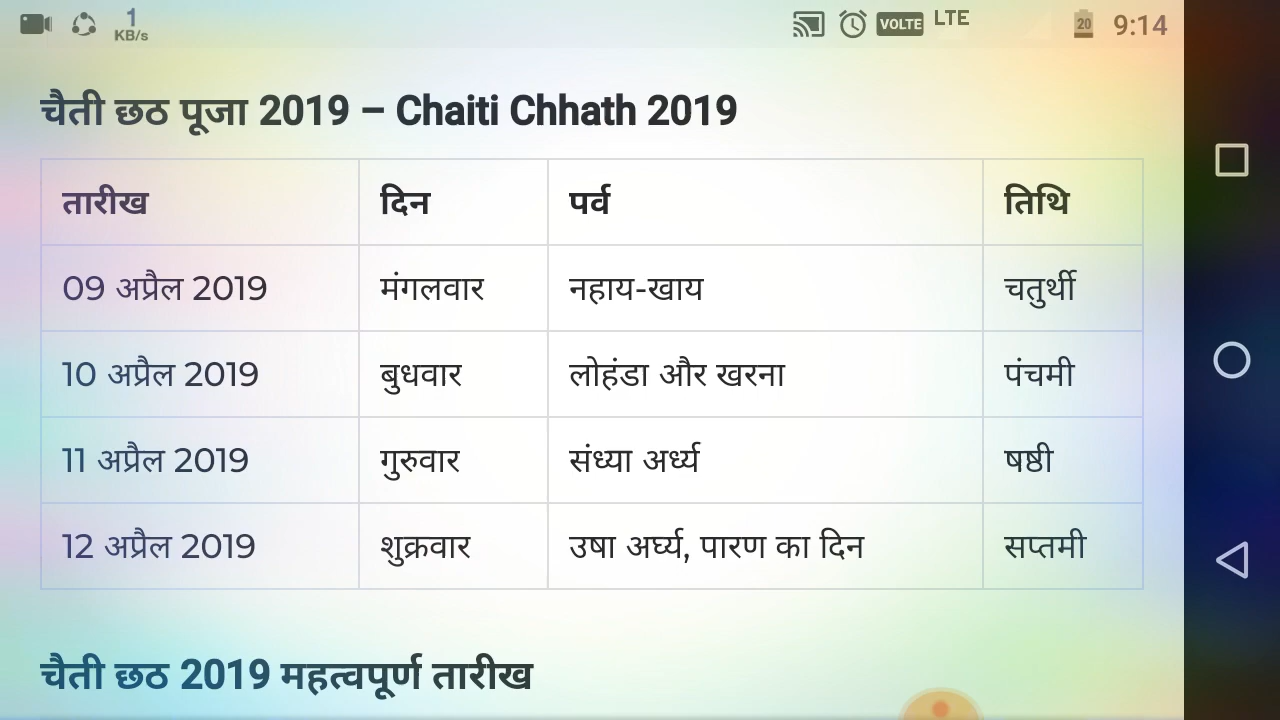 1
KB/s
VOLTE LTE 20 9:14
चैती छठ पूजा 2019 – Chaiti Chhath 2019
तारीख दिन पर्व तिथि
09 अप्रैल 2019 मंगलवार नहाय-खाय चतुर्थी
10 अप्रैल 2019 बुधवार लोहंडा और खरना पंचमी
11 अप्रैल 2019 गुरुवार संध्या अर्ध्य षष्ठी
12 अप्रैल 2019 शुक्रवार उषा अर्घ्य, पारण का दिन सप्तमी
चैती छठ 2019 महत्वपूर्ण तारीख